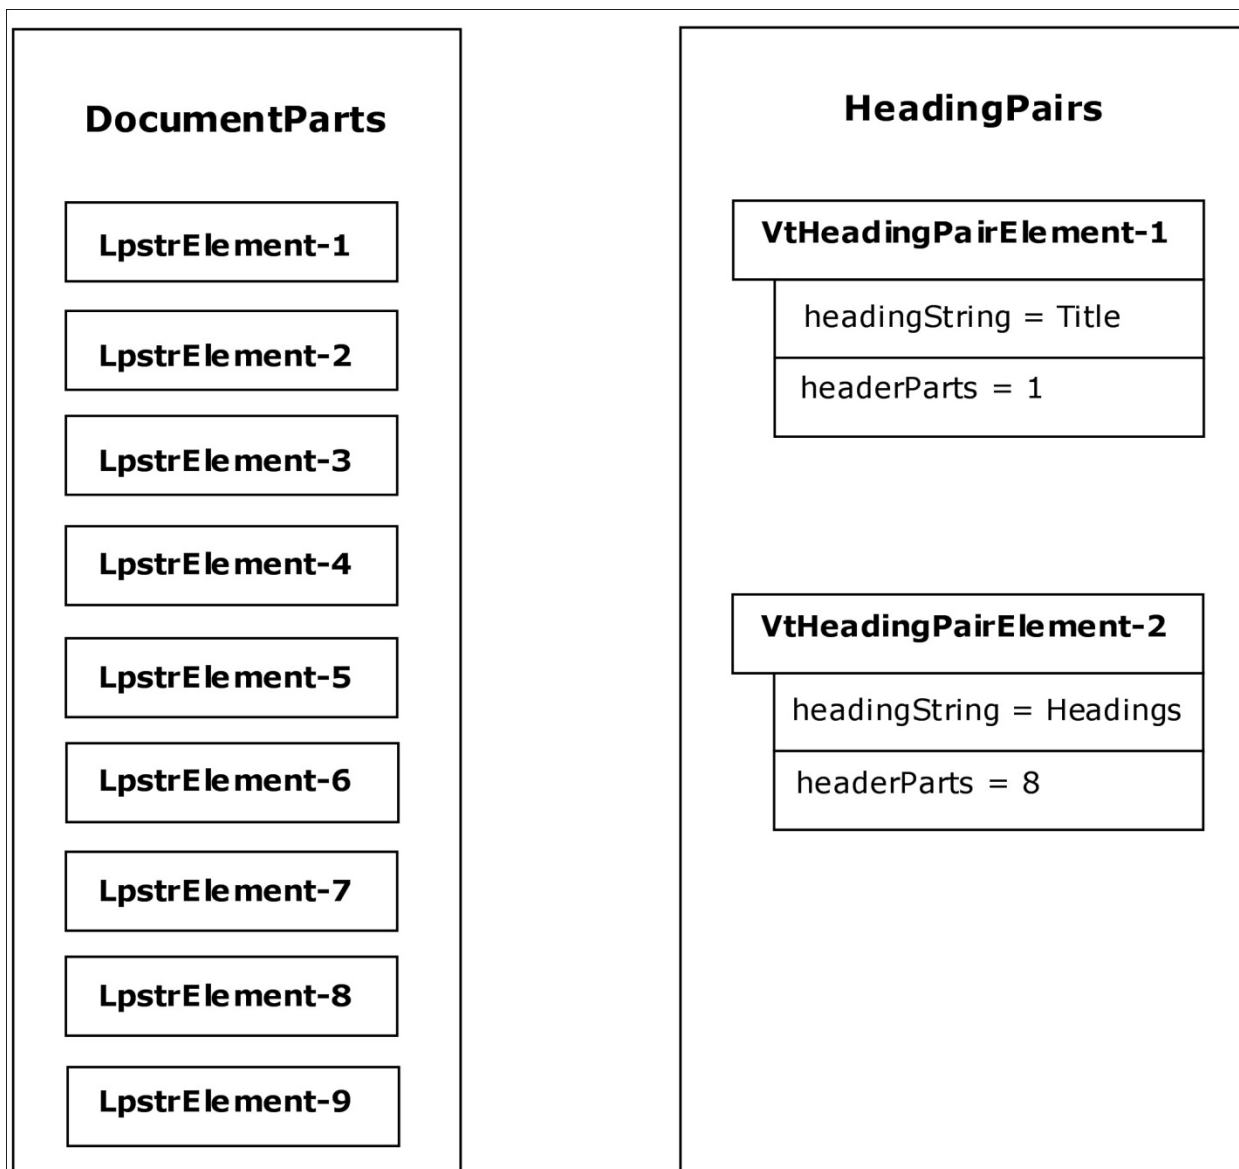 DocumentParts
LpstrElement-1
LpstrElement-2
LpstrElement-3
LpstrElement-4
LpstrElement-5
LpstrElement-6
LpstrElement-7
LpstrElement-8
LpstrElement-9
HeadingPairs
VtHeadingPairElement-1
headingString = Title
headerParts = 1
VtHeadingPairElement-2
headingString = Headings
headerParts = 8